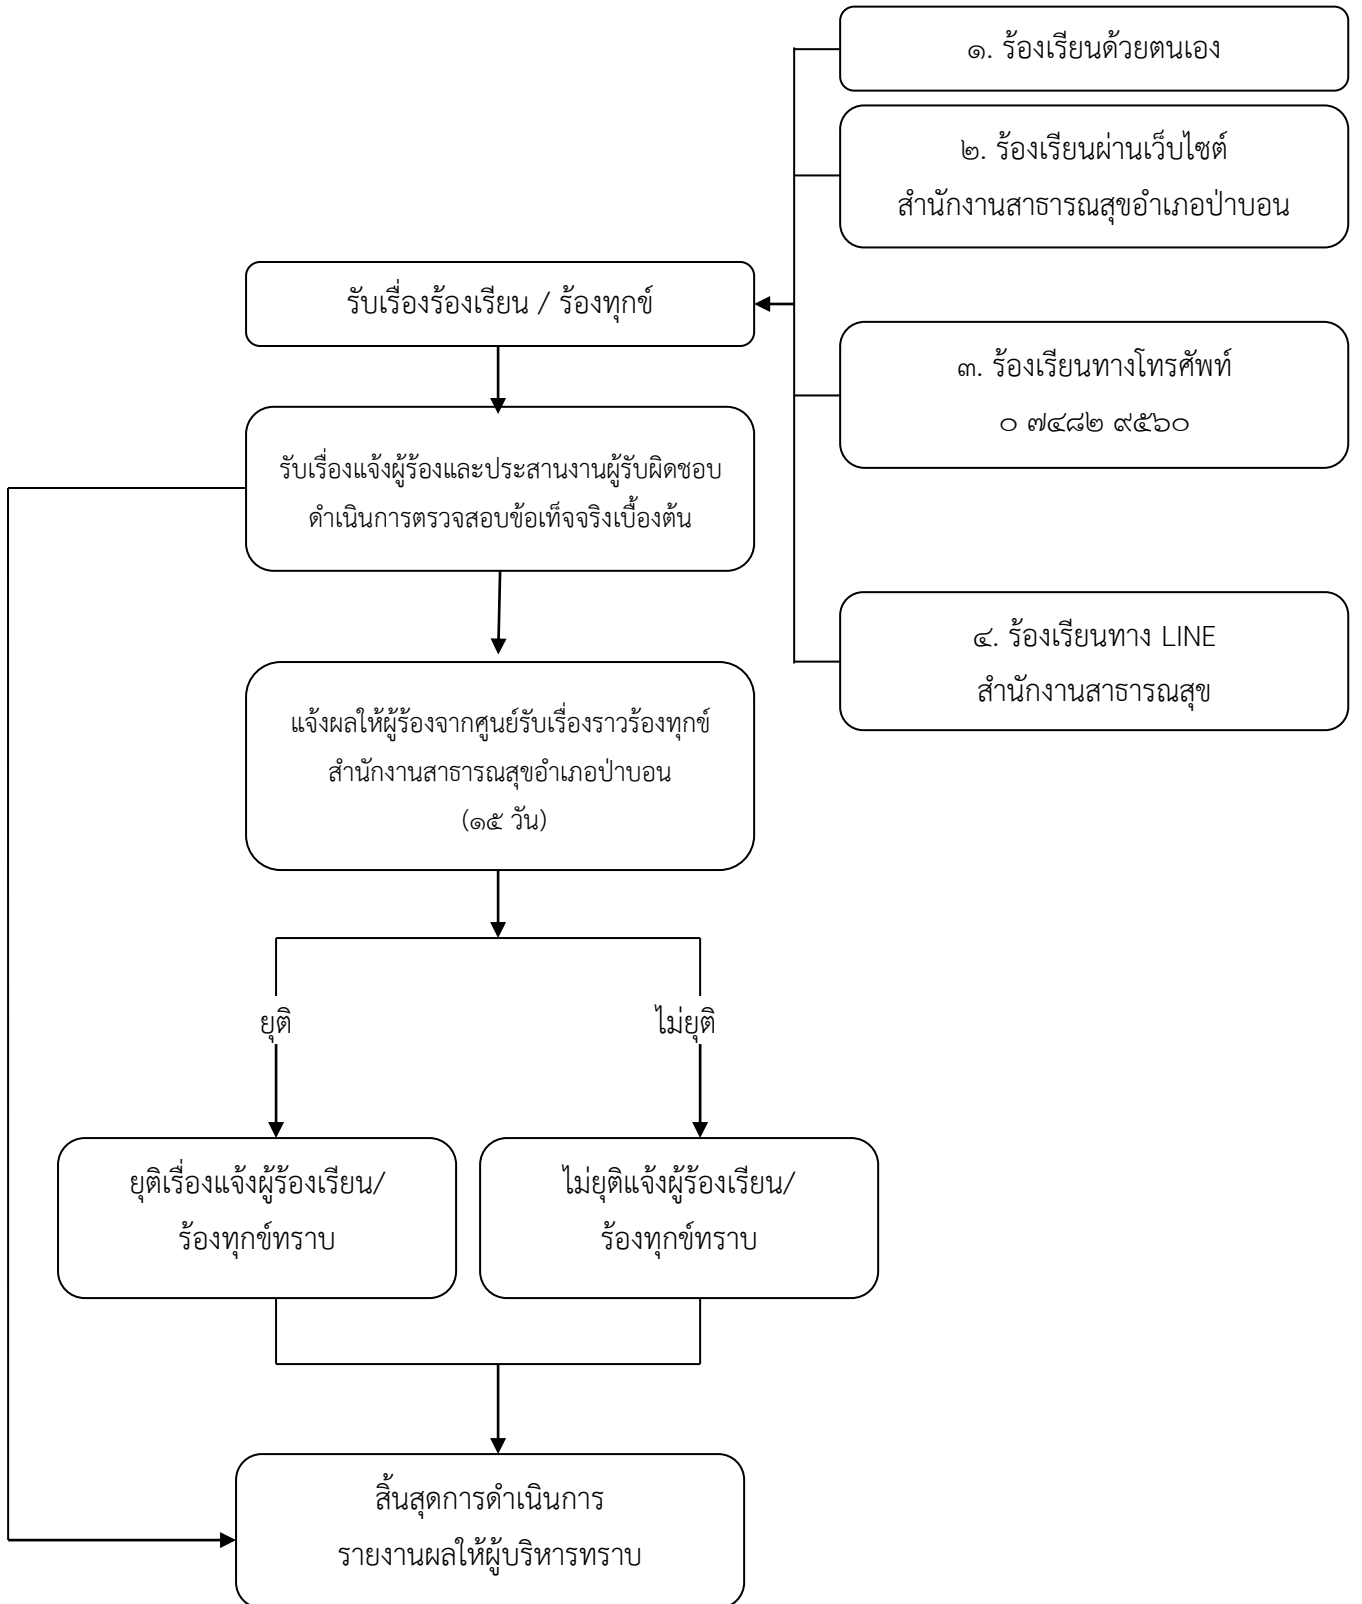 ๑. ร้องเรียนด้วยตนเอง
๒. ร้องเรียนผ่านเว็บไซต์
สำนักงานสาธารณสุขอำเภอป่าบอน
รับเรื่องร้องเรียน / ร้องทุกข์
๓. ร้องเรียนทางโทรศัพท์
๐ ๗๔๘๒ ๙๕๖๐
รับเรื่องแจ้งผู้ร้องและประสานงานผู้รับผิดชอบ
ดำเนินการตรวจสอบข้อเท็จจริงเบื้องต้น
๔. ร้องเรียนทาง LINE
สำนักงานสาธารณสุข
แจ้งผลให้ผู้ร้องจากศูนย์รับเรื่องราวร้องทุกข์
สำนักงานสาธารณสุขอำเภอป่าบอน
(๑๕ วัน)
ยุติ
ไม่ยุติ
ยุติเรื่องแจ้งผู้ร้องเรียน/
ร้องทุกข์ทราบ
ไม่ยุติแจ้งผู้ร้องเรียน/
ร้องทุกข์ทราบ
สิ้นสุดการดำเนินการ
รายงานผลให้ผู้บริหารทราบ